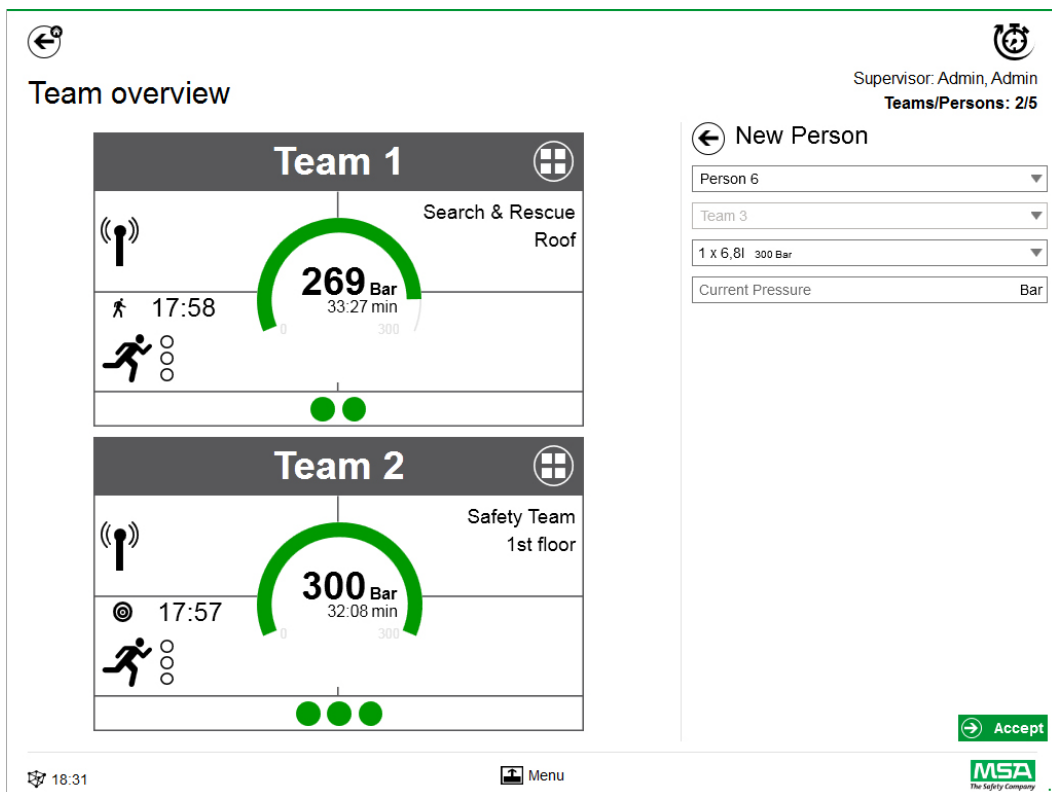 Team overview
Supervisor: Admin, Admin
Teams/Persons: 2/5
Team 1
Search & Rescue
Roof
269 Bar
33:27 min
0 300
17:58
Team 2
Safety Team
1st floor
300 Bar
32:08 min
0 300
17:57
New Person
Person 6
Team 3
1 x 6,8l 300 Bar
Current Pressure Bar
Accept
18:31
Menu
MSA
The Safety Company